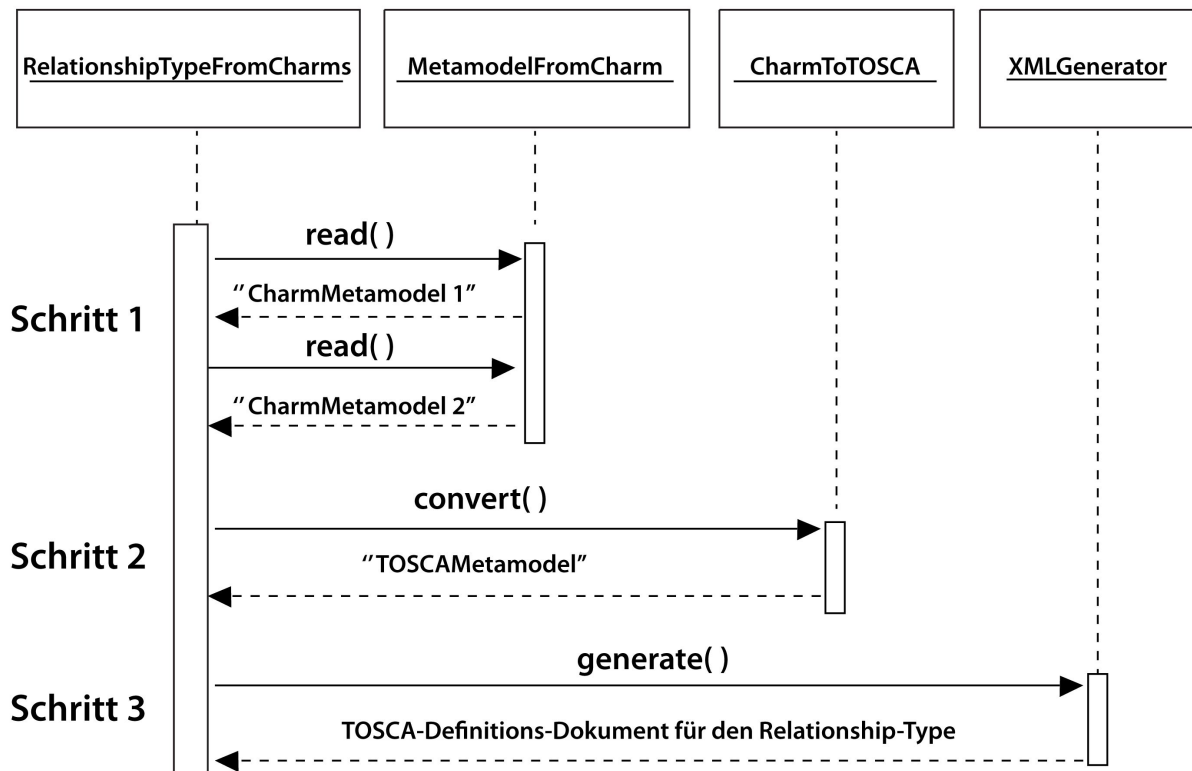 RelationshipTypeFromCharms
MetamodelFromCharm
CharmToTOSCA
XMLGenerator
read( )
"CharmMetamodel 1"
Schritt 1
read( )
"CharmMetamodel 2"
convert( )
Schritt 2
"TOSCAMetamodel"
generate( )
Schritt 3
TOSCA-Definitions-Dokument für den Relationship-Type